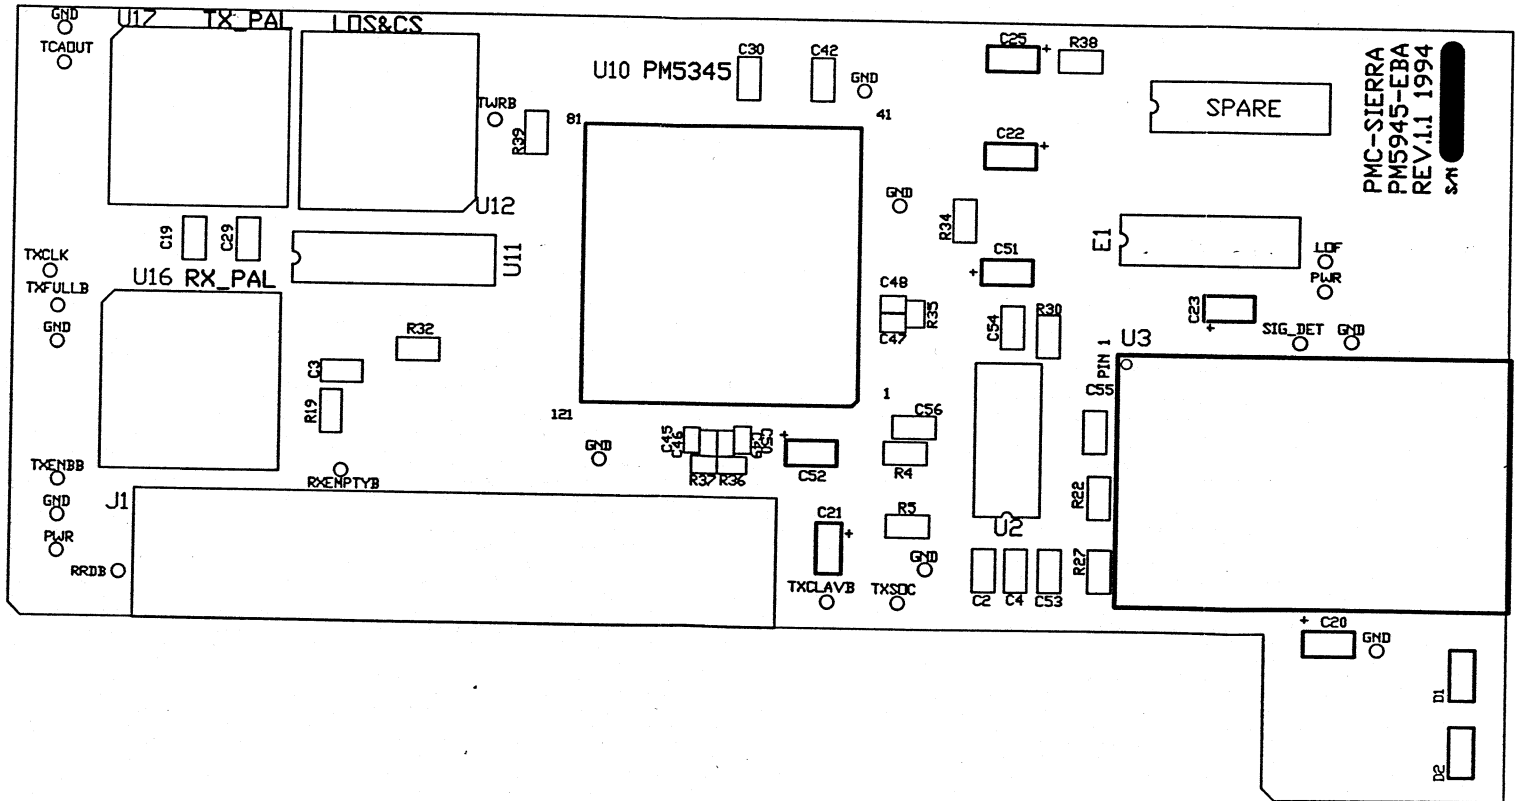 GND
U17 TX_PAL
LOS&CS
TCAOUT
U10 PM5345
C30
C42
GND
C25
+
R38
PMC-SIERRA
PM5945-EBA
REV.1.1 1994
S/N
SPARE
TWRB
R39
81
41
C22
+
U12
GND
R34
C19
C29
U11
E1
LOF
PWR
TXCLK
U16 RX_PAL
TXFULLB
GND
C51
+
C48
R35
C47
C54
R30
C23
+
SIG_DET
GND
U3
PIN 1
R32
C3
R19
1
C56
C55
121
GND
C45
C46
C49
C50
+
C52
R4
R37
R36
TXENBB
RXEMPTYB
GND
J1
PWR
RRDB
C21
+
R5
U2
R22
GND
R27
TXCLAVB
TXSOC
C2
C4
C53
+
C20
GND
D1
D2